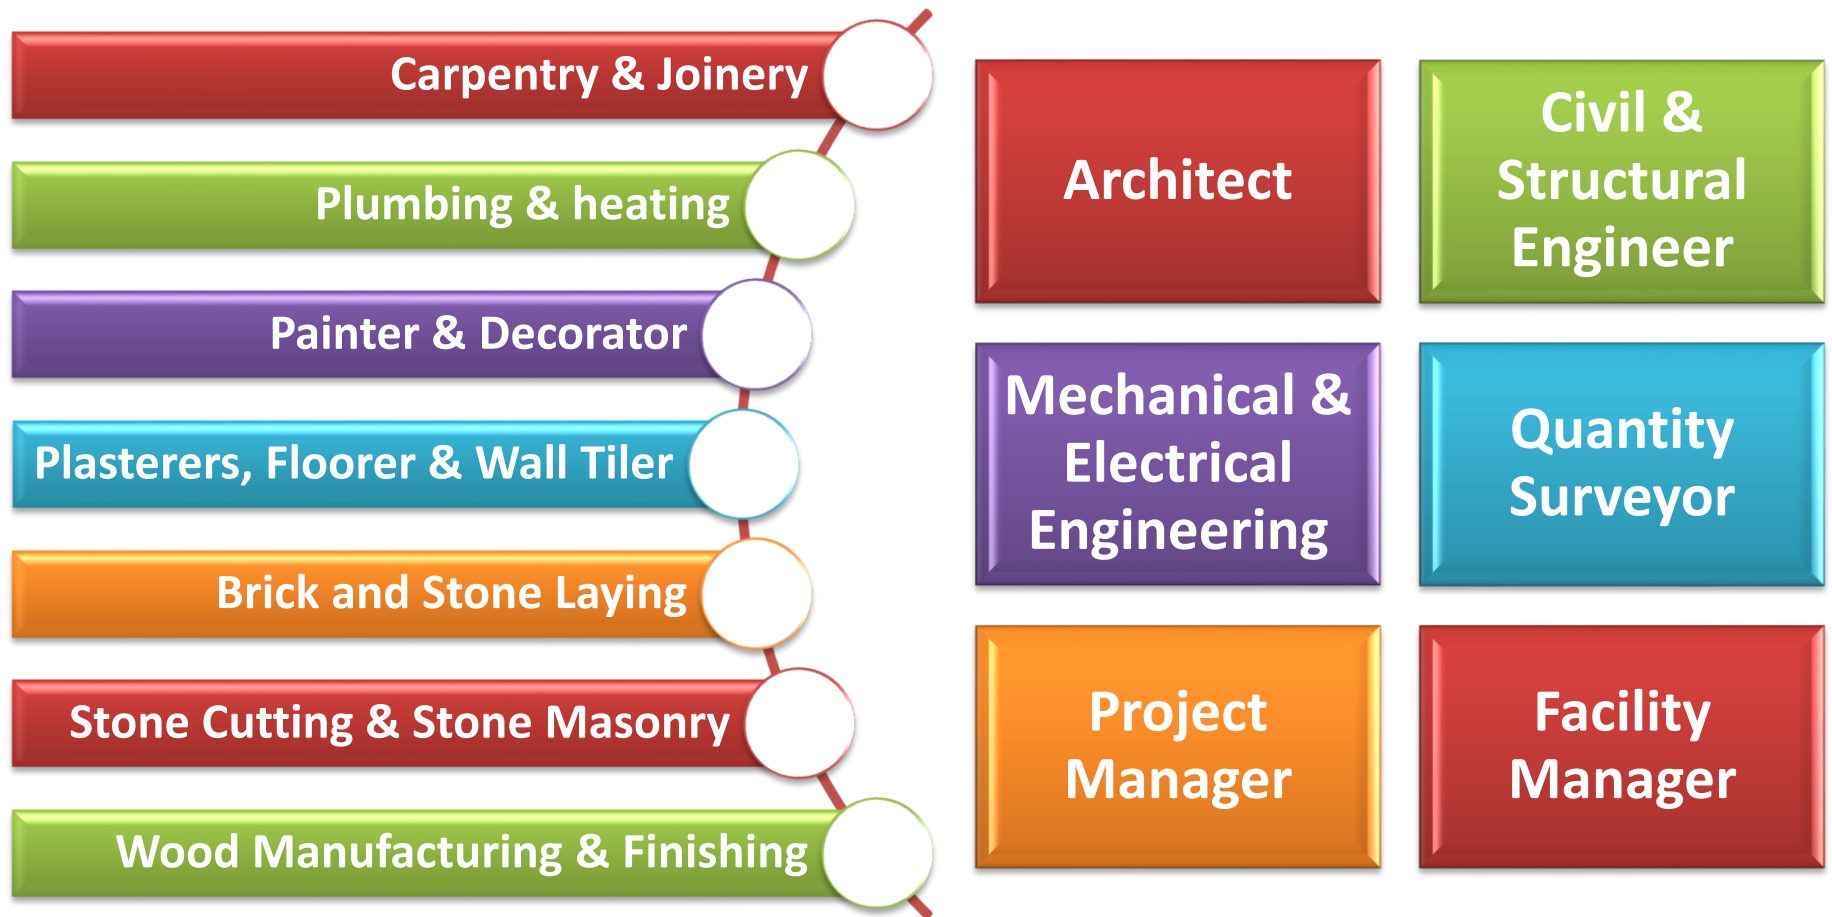 Carpentry & Joinery
Plumbing & heating
Painter & Decorator
Plasterers, Floorer & Wall Tiler
Brick and Stone Laying
Stone Cutting & Stone Masonry
Wood Manufacturing & Finishing
Architect
Civil &
Structural
Engineer
Mechanical &
Electrical
Engineering
Quantity
Surveyor
Project
Manager
Facility
Manager